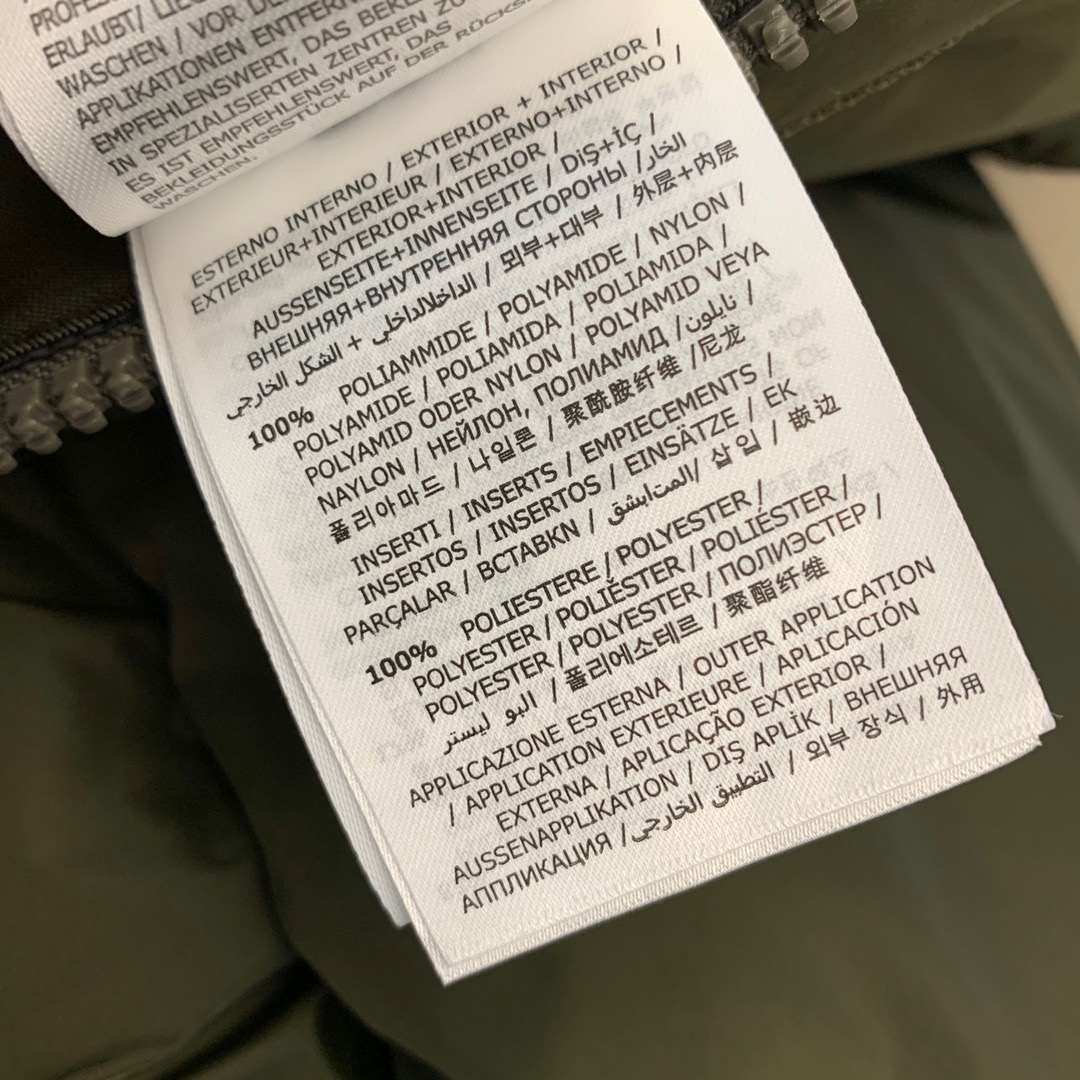 PROFES
ERLAUBT/
WASCHEN / VOR DE
APPLIKATIONEN ENTFERN
EMPFEHLENSWERT, DAS BEKLE
IN SPEZIALISERTEN ZENTREN ZU
ES IST EMPFEHLENSWERT, DAS
BEKLEIDUNGSSTÜCK AUF DER RÜCKS
WASCHEN.
ESTERNO INTERNO / EXTERIOR + INTERIOR /
EXTERIEUR+INTERIEUR / EXTERNO+INTERNO /
EXTERIOR+INTERIOR /
AUSSENSEITE+INNENSEITE / DİŞ+İÇ /
ВНЕШНЯЯ+ВНУТРЕННЯЯ СТОРОНЫ / الخار
الداخلالداخلي + الشكل الخارجي / 외부+대부 / 外层+内层
100% POLIAMMIDE / POLYAMIDE / NYLON /
POLYAMIDE / POLIAMIDA / POLIAMIDA /
POLYAMID ODER NYLON / POLYAMID VEYA
NAYLON / НЕЙЛОН, ПОЛИАМИД / نايلون /
폴리아마드 / 나일론 / 聚酰胺纤维 /尼龙
INSERTI / INSERTS / EMPIECEMENTS /
INSERTOS / INSERTOS / EINSÄTZE / EK
PARÇALAR / ВСТАВКN / المتابشق/ 삽입 / 嵌边
100% POLIESTERE / POLYESTER /
POLYESTER / POLIĚSTER / POLIÉSTER /
POLYESTER / POLYESTER / ПОЛИЭСТЕР /
البو ليستر / 폴리에소테르 / 聚酯纤维
APPLICAZIONE ESTERNA / OUTER APPLICATION
/ APPLICATION EXTERIEURE / APLICACIÓN
EXTERNA / APLICAÇÃO EXTERIOR /
AUSSENAPPLIKATION / DIŞ APLİK / ВНЕШНЯЯ
АППЛИКАЦИЯ / التطبيق الخارجي / 외부 장식 / 外用